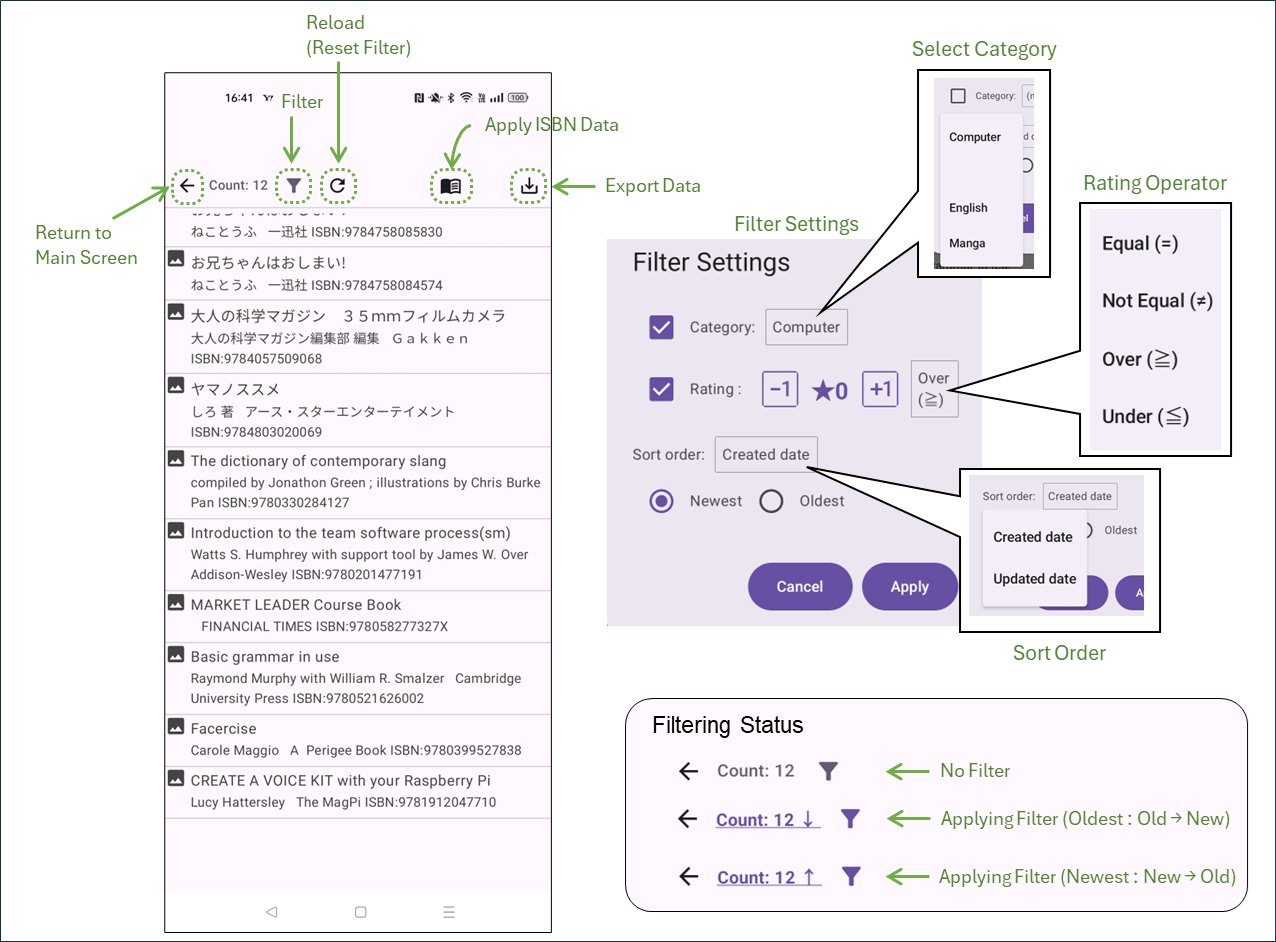 Reload
(Reset Filter)
Filter
Apply ISBN Data
Export Data
Return to
Main Screen
16:41
100
Count: 12
お兄ちゃんはおしまい!
ねことうふ 一迅社 ISBN:9784758085830
お兄ちゃんはおしまい!
ねことうふ 一迅社 ISBN:9784758084574
大人の科学マガジン ３５ｍｍフィルムカメラ
大人の科学マガジン編集部 編集 Ｇａｋｋｅｎ
ISBN:9784057509068
ヤマノススメ
しろ 著 アース・スターエンターテイメント
ISBN:9784803020069
The dictionary of contemporary slang
compiled by Jonathon Green ; illustrations by Chris Burke
Pan ISBN:9780330284127
Introduction to the team software process(sm)
Watts S. Humphrey with support tool by James W. Over
Addison-Wesley ISBN:9780201477191
MARKET LEADER Course Book
FINANCIAL TIMES ISBN:978058277327X
Basic grammar in use
Raymond Murphy with William R. Smalzer Cambridge
University Press ISBN:9780521626002
Facercise
Carole Maggio A Perigee Book ISBN:9780399527838
CREATE A VOICE KIT with your Raspberry Pi
Lucy Hattersley The MagPi ISBN:9781912047710
Filter Settings
Filter Settings
Category: Computer
Rating : −1 ★0 +1 Over
(≧)
Sort order: Created date
Newest Oldest
Cancel Apply
Select Category
Category:
Computer
English
Manga
Rating Operator
Equal (=)
Not Equal (≠)
Over (≧)
Under (≦)
Sort order: Created date
Created date
Oldest
Updated date
A
Sort Order
Filtering Status
← Count: 12 ← No Filter
← Count: 12 ↓ ← Applying Filter (Oldest : Old → New)
← Count: 12 ↑ ← Applying Filter (Newest : New → Old)